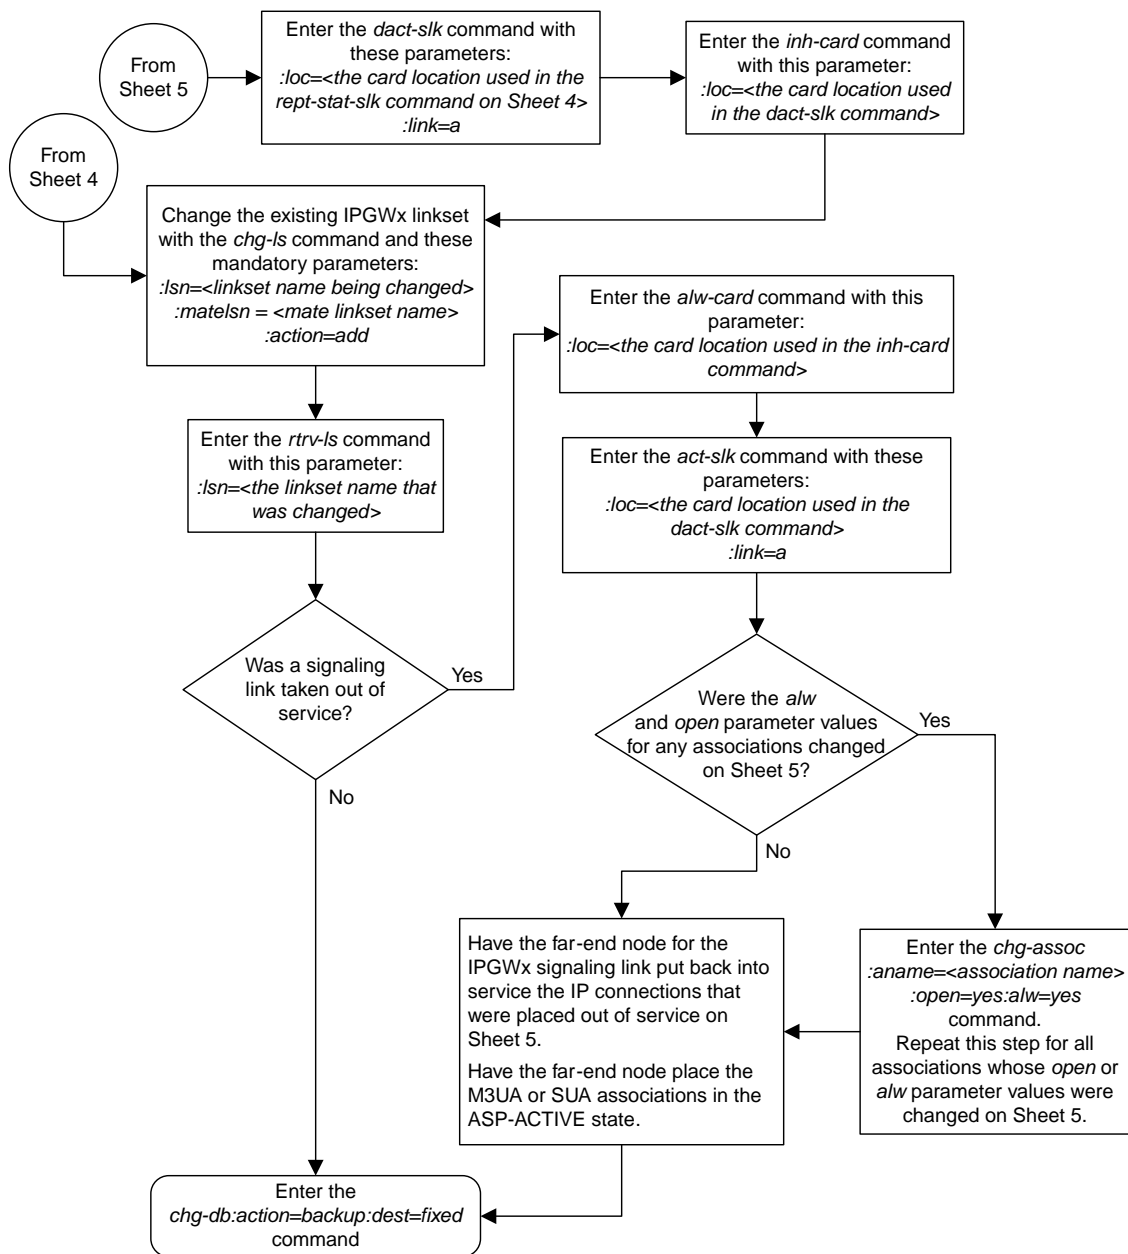 From
Sheet 5
Enter the dact-slk command with
these parameters:
:loc=<the card location used in the
rept-stat-slk command on Sheet 4>
:link=a
Enter the inh-card command
with this parameter:
:loc=<the card location used
in the dact-slk command>
From
Sheet 4
Change the existing IPGWx linkset
with the chg-ls command and these
mandatory parameters:
:lsn=<linkset name being changed>
:matelsn = <mate linkset name>
:action=add
Enter the alw-card command with this
parameter:
:loc=<the card location used in the inh-card
command>
Enter the rtrv-ls command
with this parameter:
:lsn=<the linkset name that
was changed>
Enter the act-slk command with these
parameters:
:loc=<the card location used in the
dact-slk command>
:link=a
Was a signaling
link taken out of
service?
Yes
No
Were the alw
and open parameter values
for any associations changed
on Sheet 5?
Yes
No
Have the far-end node for the
IPGWx signaling link put back into
service the IP connections that
were placed out of service on
Sheet 5.
Have the far-end node place the
M3UA or SUA associations in the
ASP-ACTIVE state.
Enter the chg-assoc
:aname=<association name>
:open=yes:alw=yes
command.
Repeat this step for all
associations whose open or
alw parameter values were
changed on Sheet 5.
Enter the
chg-db:action=backup:dest=fixed
command